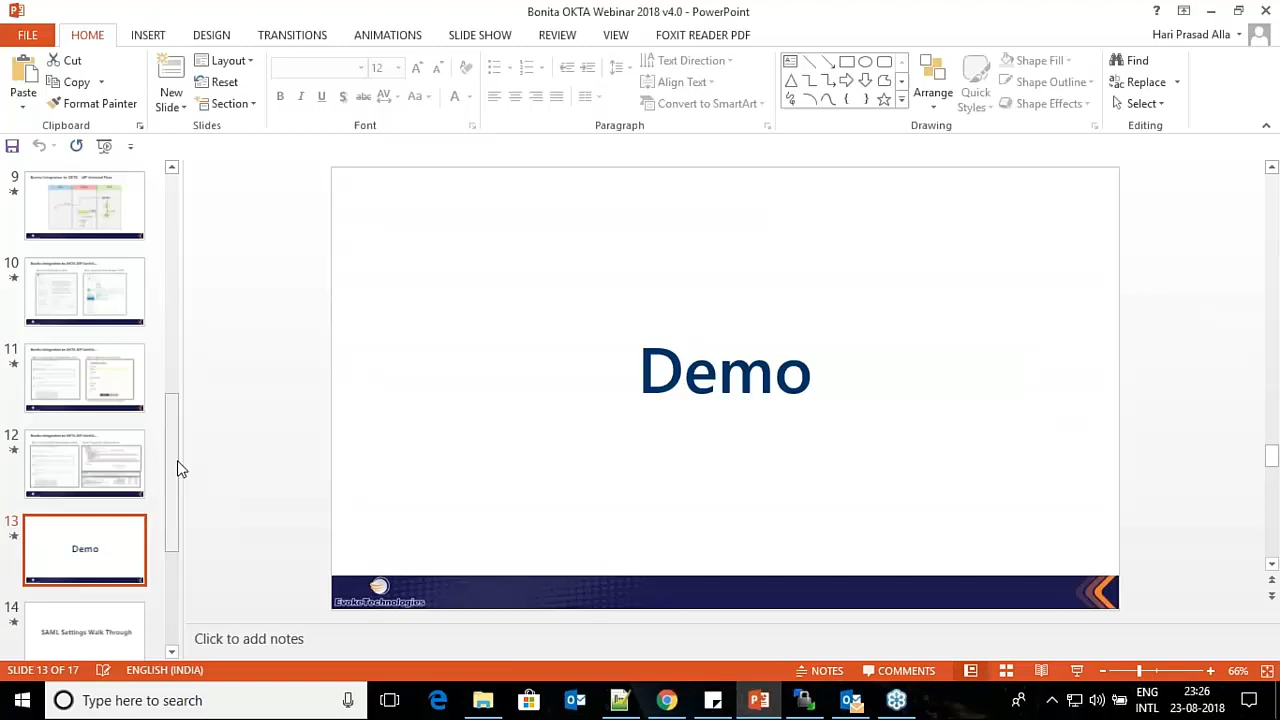 Bonita OKTA Webinar 2018 v4.0 - PowerPoint
FILE HOME INSERT DESIGN TRANSITIONS ANIMATIONS SLIDE SHOW REVIEW VIEW FOXIT READER PDF Hari Prasad Alla
Paste
Cut
Copy
Format Painter
Clipboard
New Slide
Layout
Reset
Section
Slides
12
Font
Text Direction
Align Text
Convert to SmartArt
Paragraph
Arrange
Quick Styles
Shape Fill
Shape Outline
Shape Effects
Drawing
Find
Replace
Select
Editing
9
10
11
12
13
Demo
14
SAML Settings Walk Through
Demo
EvokeTechnologies
Click to add notes
SLIDE 13 OF 17 ENGLISH (INDIA) NOTES COMMENTS 66%
Type here to search
ENG
INTL
23:26
23-08-2018